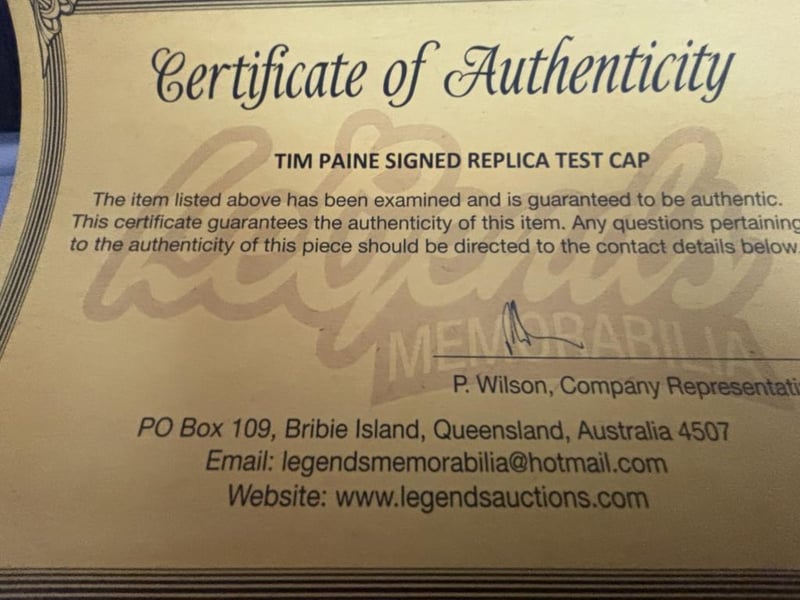 Certificate of Authenticity
TIM PAINE SIGNED REPLICA TEST CAP
The item listed above has been examined and is guaranteed to be authentic.
This certificate guarantees the authenticity of this item. Any questions pertaining
to the authenticity of this piece should be directed to the contact details below.
Legends
MEMORABILIA
P. Wilson, Company Representati
PO Box 109, Bribie Island, Queensland, Australia 4507
Email: legendsmemorabilia@hotmail.com
Website: www.legendsauctions.com